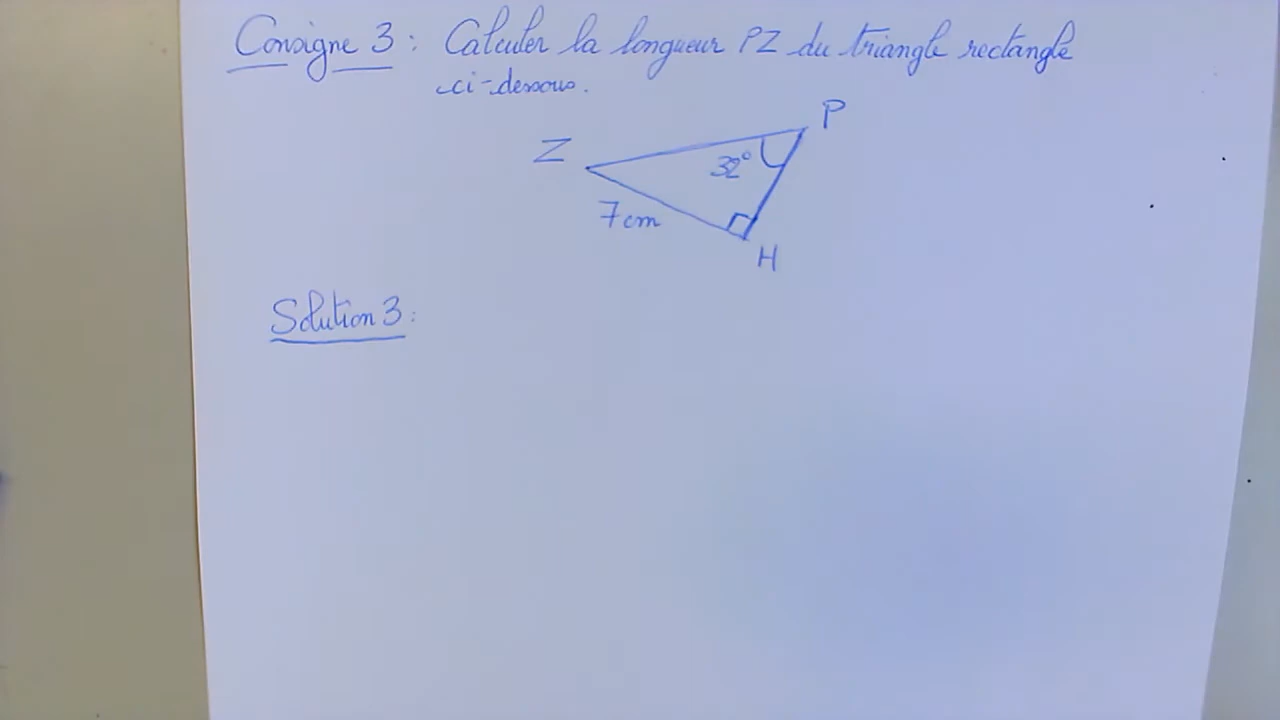 Consigne 3 : Calculer la longueur PZ du triangle rectangle
ci-dessous.
P
Z
32°
7cm
H
Solution 3 :